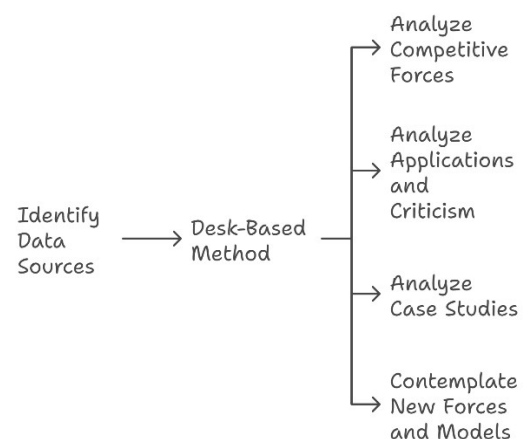 Identify
Data
Sources
Desk-Based
Method
Analyze
Competitive
Forces
Analyze
Applications
and
Criticism
Analyze
Case Studies
Contemplate
New Forces
and Models